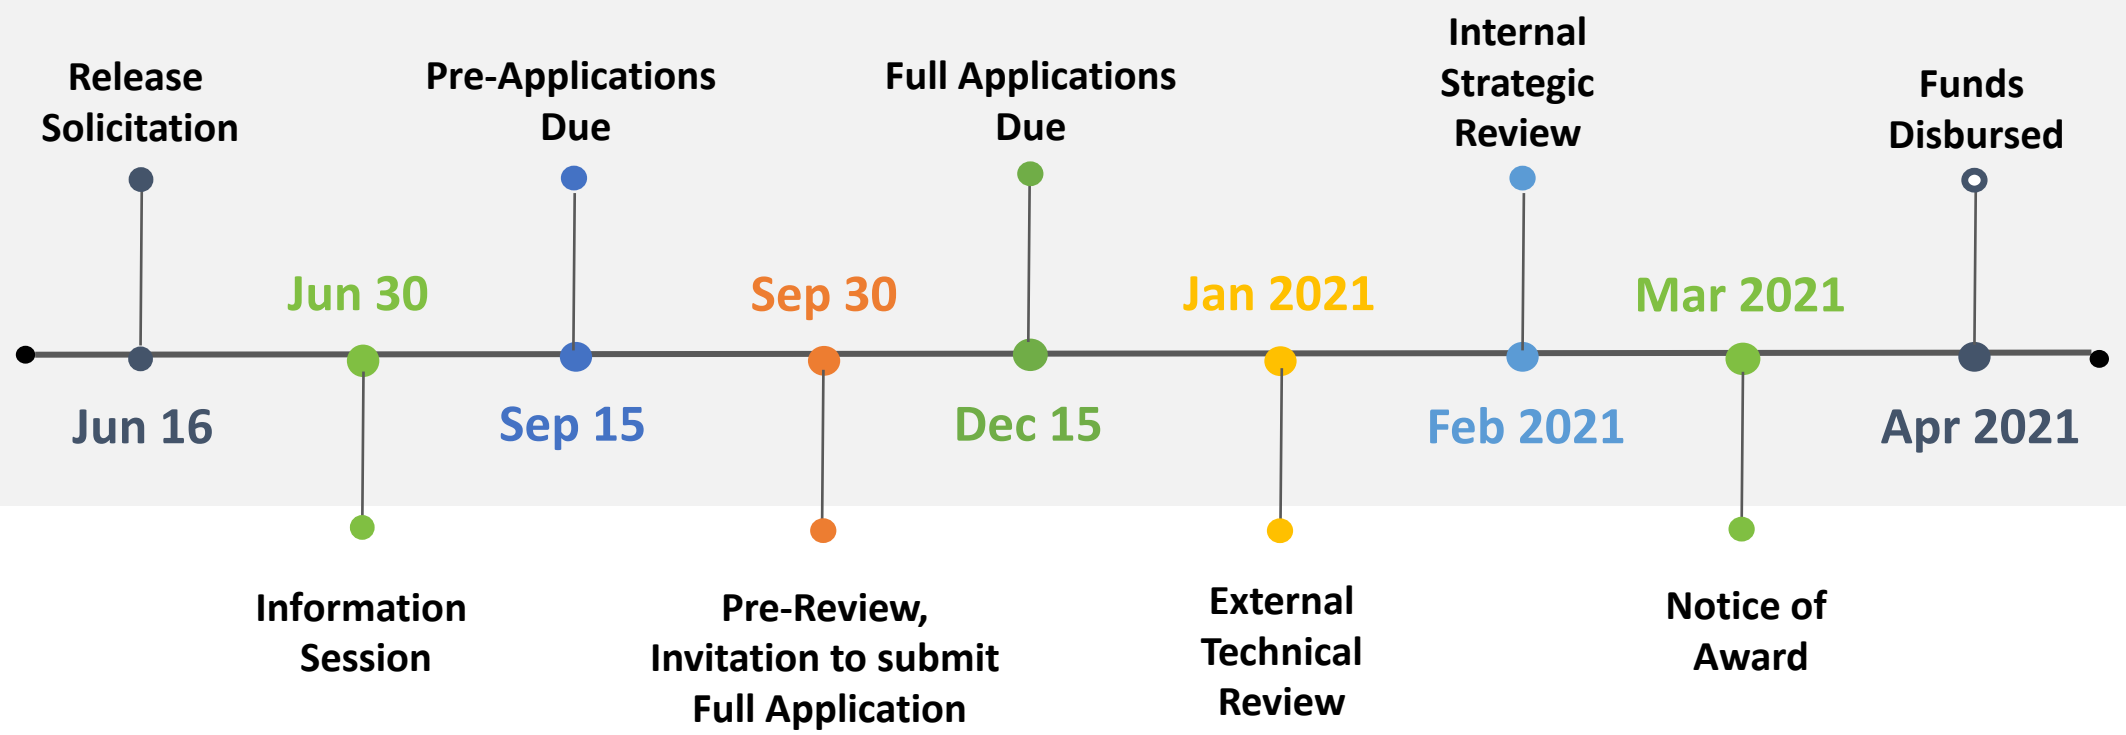 Release
Solicitation
Jun 16
Jun 30
Information
Session
Pre-Applications
Due
Sep 15
Sep 30
Pre-Review,
Invitation to submit
Full Application
Full Applications
Due
Dec 15
Jan 2021
External
Technical
Review
Internal
Strategic
Review
Feb 2021
Mar 2021
Notice of
Award
Funds
Disbursed
Apr 2021